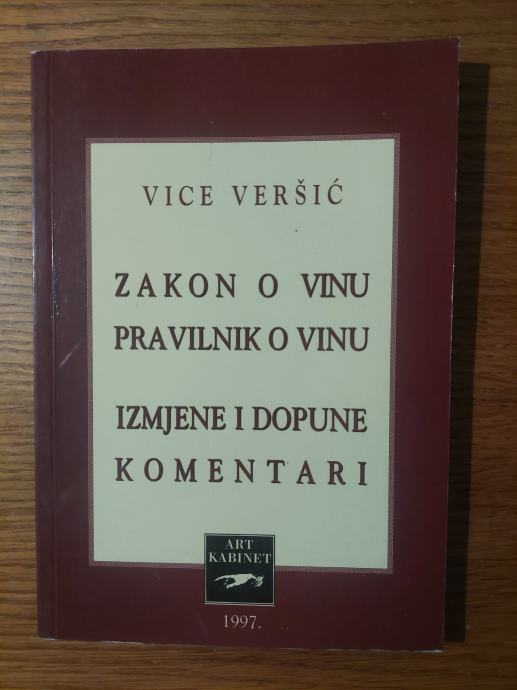 VICE VERŠIĆ
ZAKON O VINU
PRAVILNIK O VINU
IZMJENE I DOPUNE
KOMENTARI
ART
KABINET
1997.